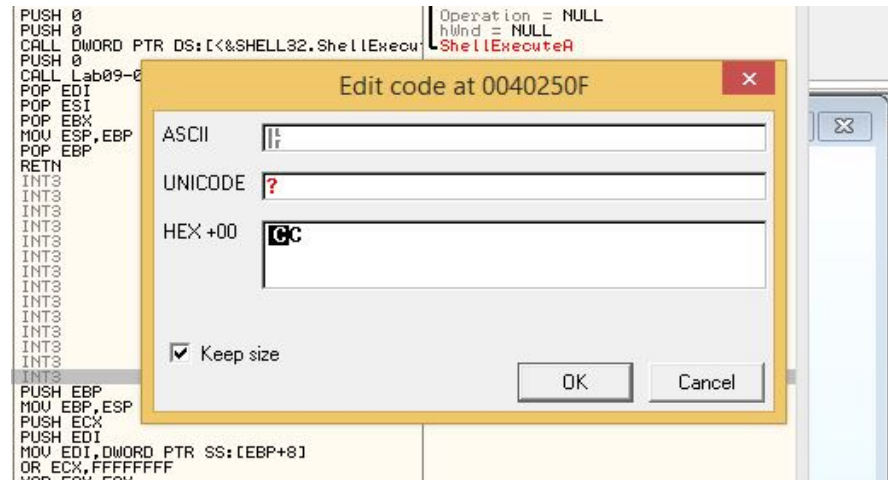 PUSH 0
PUSH 0
CALL DWORD PTR DS:[<&SHELL32.ShellExecu
PUSH 0
CALL Lab09-0
POP EDI
POP ESI
POP EBX
MOV ESP,EBP
POP EBP
RETN
INT3
INT3
INT3
INT3
INT3
INT3
INT3
INT3
INT3
INT3
INT3
INT3
INT3
INT3
PUSH EBP
MOV EBP,ESP
PUSH ECX
PUSH EDI
MOV EDI,DWORD PTR SS:[EBP+8]
OR ECX,FFFFFFFF
Operation = NULL
hWnd = NULL
ShellExecuteA
Edit code at 0040250F
ASCII
UNICODE ?
HEX +00 CC
Keep size
OK Cancel